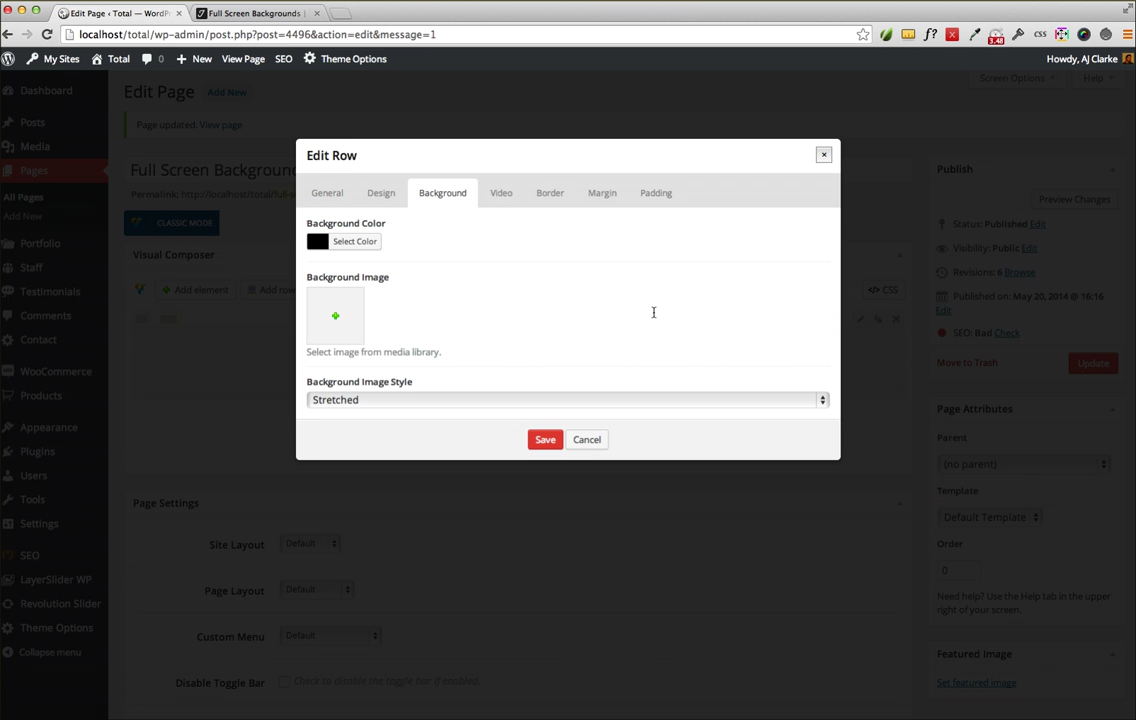 Edit Page ‹ Total — WordPr
Full Screen Backgrounds |
localhost/total/wp-admin/post.php?post=4496&action=edit&message=1
f?
3.48
CSS
My Sites
Total
0
New
View Page
SEO
Theme Options
Howdy, AJ Clarke
Dashboard
Posts
Media
Pages
All Pages
Add New
Portfolio
Staff
Testimonials
Comments
Contact
WooCommerce
Products
Appearance
Plugins
Users
Tools
Settings
SEO
LayerSlider WP
Revolution Slider
Theme Options
Collapse menu
Edit Page
Add New
Screen Options
Help
Page updated. View page
Full Screen Background
Permalink: http://localhost/total/full-s
CLASSIC MODE
Visual Composer
Add element
Add row
</> CSS
Edit Row
×
General
Design
Background
Video
Border
Margin
Padding
Background Color
Select Color
Background Image
Select image from media library.
Background Image Style
Stretched
Save
Cancel
Page Settings
Site Layout
Default
Page Layout
Default
Custom Menu
Default
Disable Toggle Bar
Check to disable the toggle bar if enabled.
Publish
Preview Changes
Status: Published Edit
Visibility: Public Edit
Revisions: 6 Browse
Published on: May 20, 2014 @ 16:16
Edit
SEO: Bad Check
Move to Trash
Update
Page Attributes
Parent
(no parent)
Template
Default Template
Order
0
Need help? Use the Help tab in the upper
right of your screen.
Featured Image
Set featured image